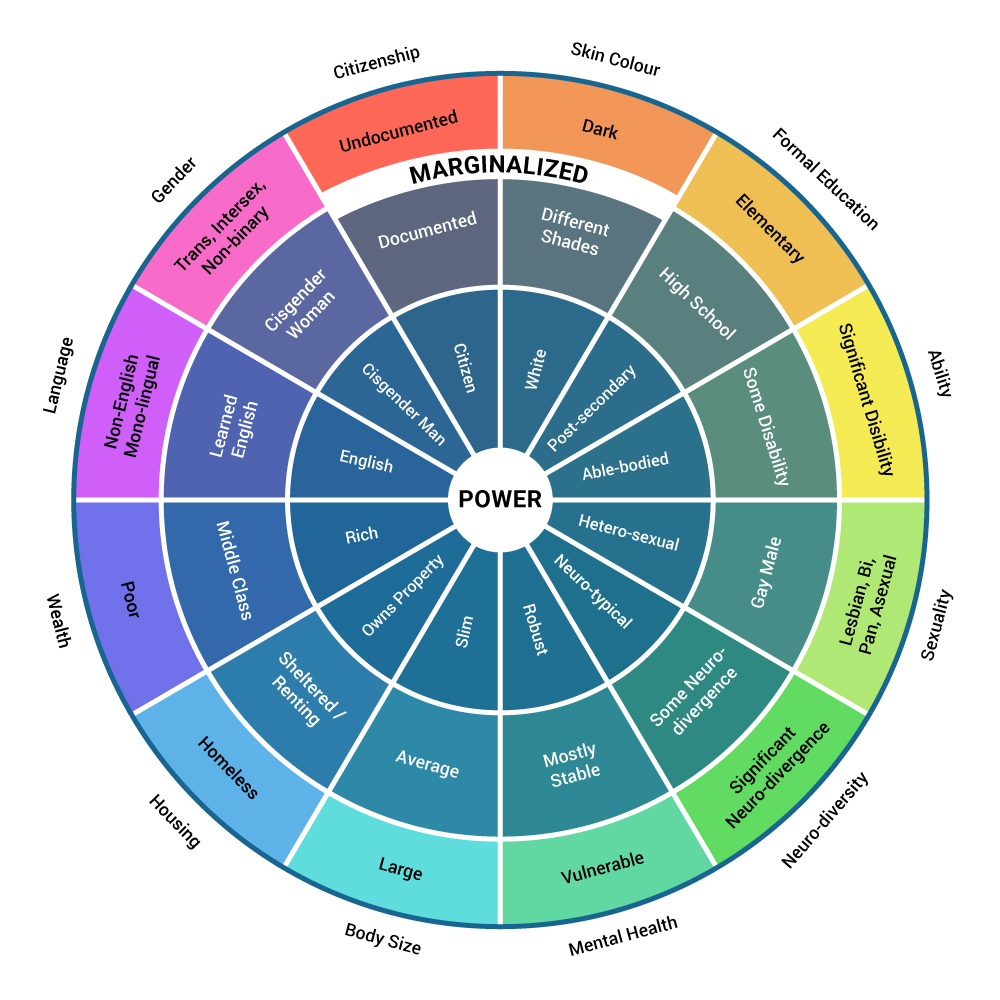 Citizenship
Undocumented
Documented
Citizen
Skin Colour
Dark
Different
Shades
White
Formal Education
Elementary
High School
Post-secondary
Ability
Significant Disibility
Some Disability
Able-bodied
Sexuality
Lesbian, Bi,
Pan, Asexual
Gay Male
Hetero-sexual
Neuro-diversity
Significant
Neuro-divergence
Some Neuro-
divergence
Neuro-typical
Mental Health
Vulnerable
Mostly
Stable
Robust
Body Size
Large
Average
Slim
Housing
Homeless
Sheltered /
Renting
Owns Property
Wealth
Poor
Middle Class
Rich
Language
Non-English
Mono-lingual
Learned
English
English
Gender
Trans, Intersex,
Non-binary
Cisgender
Woman
Cisgender Man
MARGINALIZED
POWER